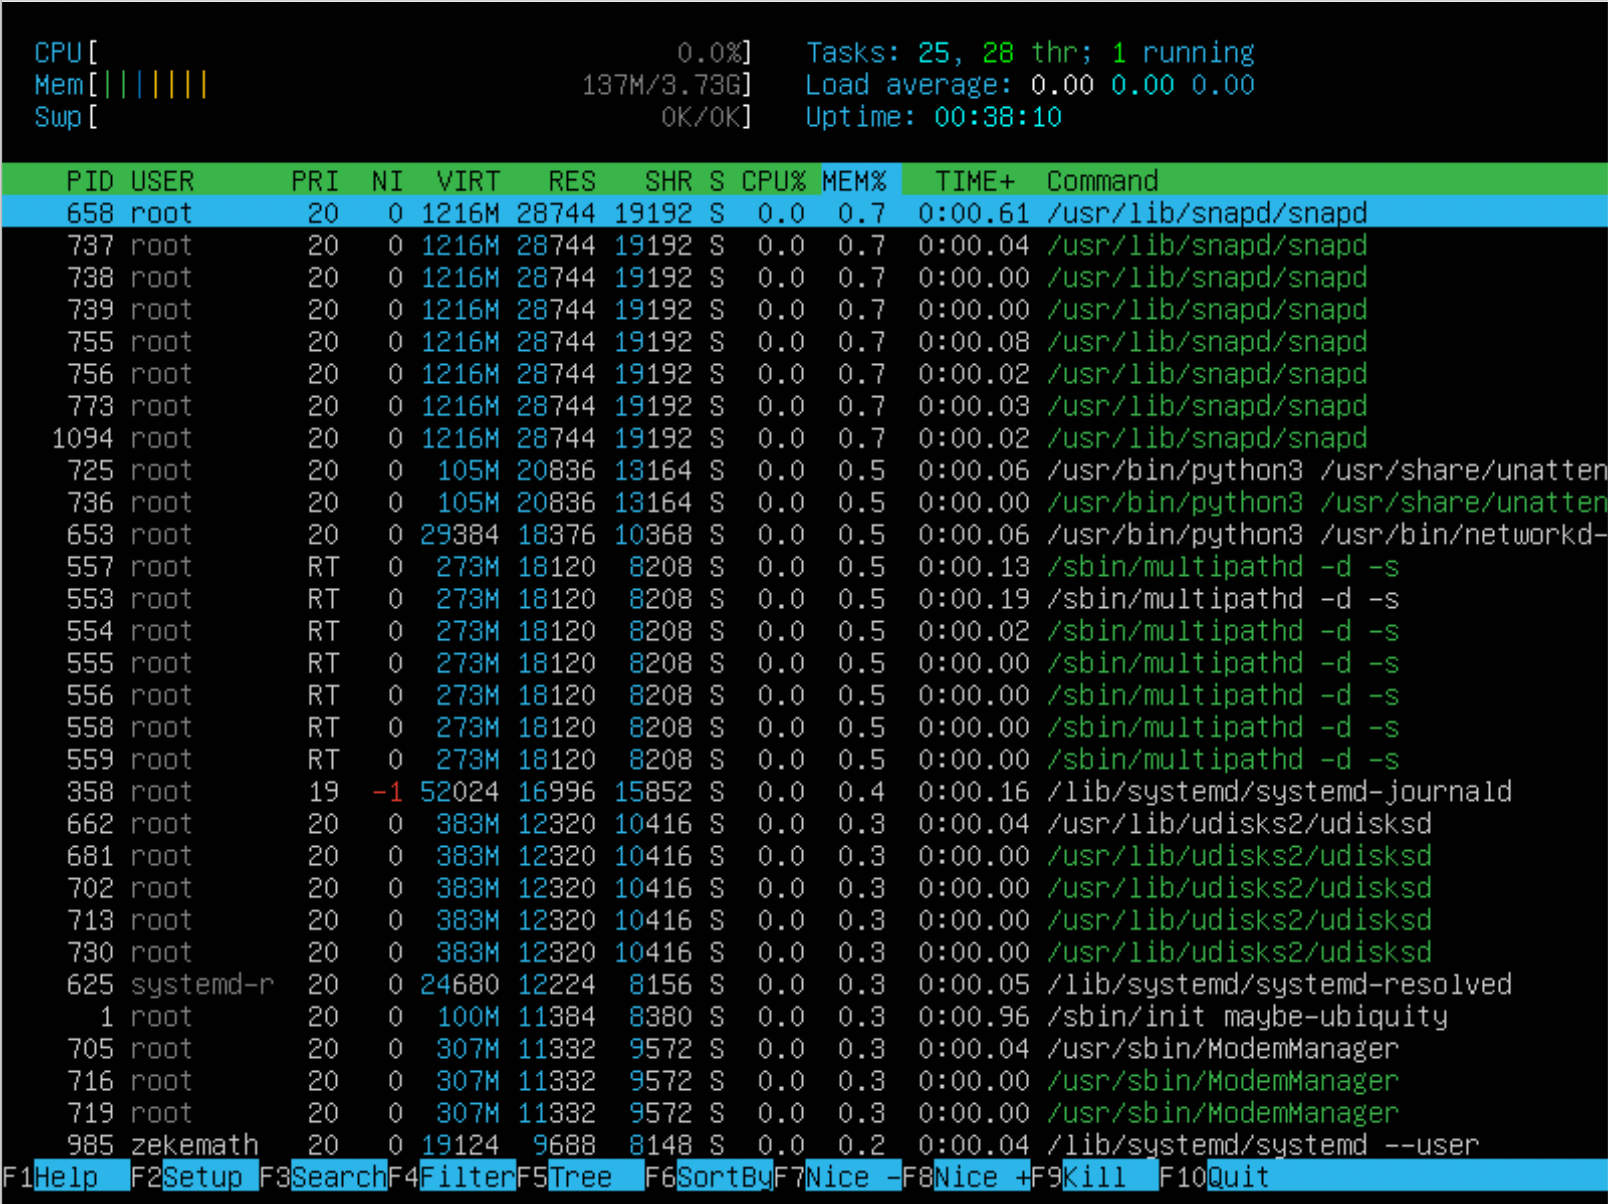 CPU[ 0.0%] Tasks: 25, 28 thr; 1 running
Mem[||||||| 137M/3.73G] Load average: 0.00 0.00 0.00
Swp[ 0K/0K] Uptime: 00:38:10
PID USER PRI NI VIRT RES SHR S CPU% MEM% TIME+ Command
658 root 20 0 1216M 28744 19192 S 0.0 0.7 0:00.61 /usr/lib/snapd/snapd
737 root 20 0 1216M 28744 19192 S 0.0 0.7 0:00.04 /usr/lib/snapd/snapd
738 root 20 0 1216M 28744 19192 S 0.0 0.7 0:00.00 /usr/lib/snapd/snapd
739 root 20 0 1216M 28744 19192 S 0.0 0.7 0:00.00 /usr/lib/snapd/snapd
755 root 20 0 1216M 28744 19192 S 0.0 0.7 0:00.08 /usr/lib/snapd/snapd
756 root 20 0 1216M 28744 19192 S 0.0 0.7 0:00.02 /usr/lib/snapd/snapd
773 root 20 0 1216M 28744 19192 S 0.0 0.7 0:00.03 /usr/lib/snapd/snapd
1094 root 20 0 1216M 28744 19192 S 0.0 0.7 0:00.02 /usr/lib/snapd/snapd
725 root 20 0 105M 20836 13164 S 0.0 0.5 0:00.06 /usr/bin/python3 /usr/share/unatten
736 root 20 0 105M 20836 13164 S 0.0 0.5 0:00.00 /usr/bin/python3 /usr/share/unatten
653 root 20 0 29384 18376 10368 S 0.0 0.5 0:00.06 /usr/bin/python3 /usr/bin/networkd-
557 root RT 0 273M 18120 8208 S 0.0 0.5 0:00.13 /sbin/multipathd -d -s
553 root RT 0 273M 18120 8208 S 0.0 0.5 0:00.19 /sbin/multipathd -d -s
554 root RT 0 273M 18120 8208 S 0.0 0.5 0:00.02 /sbin/multipathd -d -s
555 root RT 0 273M 18120 8208 S 0.0 0.5 0:00.00 /sbin/multipathd -d -s
556 root RT 0 273M 18120 8208 S 0.0 0.5 0:00.00 /sbin/multipathd -d -s
558 root RT 0 273M 18120 8208 S 0.0 0.5 0:00.00 /sbin/multipathd -d -s
559 root RT 0 273M 18120 8208 S 0.0 0.5 0:00.00 /sbin/multipathd -d -s
358 root 19 -1 52024 16996 15852 S 0.0 0.4 0:00.16 /lib/systemd/systemd-journald
662 root 20 0 383M 12320 10416 S 0.0 0.3 0:00.04 /usr/lib/udisks2/udisksd
681 root 20 0 383M 12320 10416 S 0.0 0.3 0:00.00 /usr/lib/udisks2/udisksd
702 root 20 0 383M 12320 10416 S 0.0 0.3 0:00.00 /usr/lib/udisks2/udisksd
713 root 20 0 383M 12320 10416 S 0.0 0.3 0:00.00 /usr/lib/udisks2/udisksd
730 root 20 0 383M 12320 10416 S 0.0 0.3 0:00.00 /usr/lib/udisks2/udisksd
625 systemd-r 20 0 24680 12224 8156 S 0.0 0.3 0:00.05 /lib/systemd/systemd-resolved
1 root 20 0 100M 11384 8380 S 0.0 0.3 0:00.96 /sbin/init maybe-ubiquity
705 root 20 0 307M 11332 9572 S 0.0 0.3 0:00.04 /usr/sbin/ModemManager
716 root 20 0 307M 11332 9572 S 0.0 0.3 0:00.00 /usr/sbin/ModemManager
719 root 20 0 307M 11332 9572 S 0.0 0.3 0:00.00 /usr/sbin/ModemManager
985 zekemath 20 0 19124 9688 8148 S 0.0 0.2 0:00.04 /lib/systemd/systemd --user
F1Help F2Setup F3SearchF4FilterF5Tree F6SortByF7Nice -F8Nice +F9Kill F10Quit